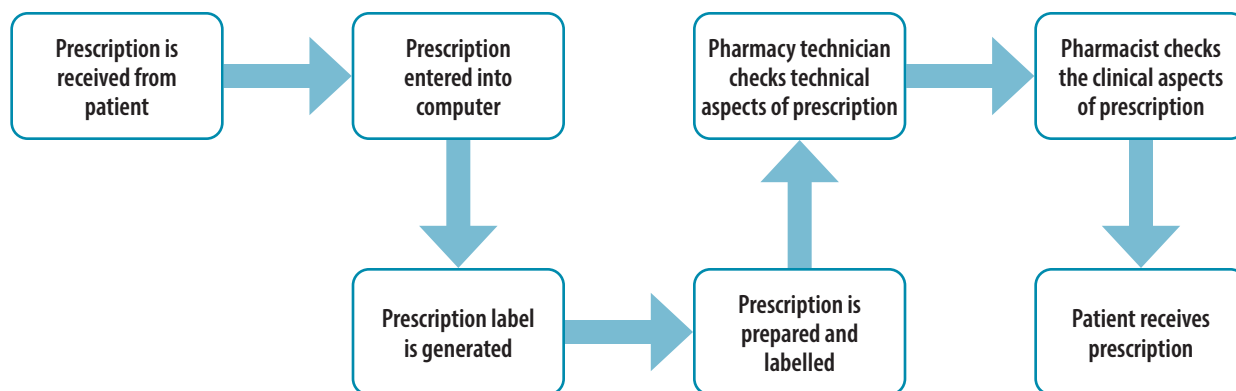 Prescription is
received from
patient
Prescription
entered into
computer
Prescription label
is generated
Prescription is
prepared and
labelled
Pharmacy technician
checks technical
aspects of prescription
Pharmacist checks
the clinical aspects
of prescription
Patient receives
prescription